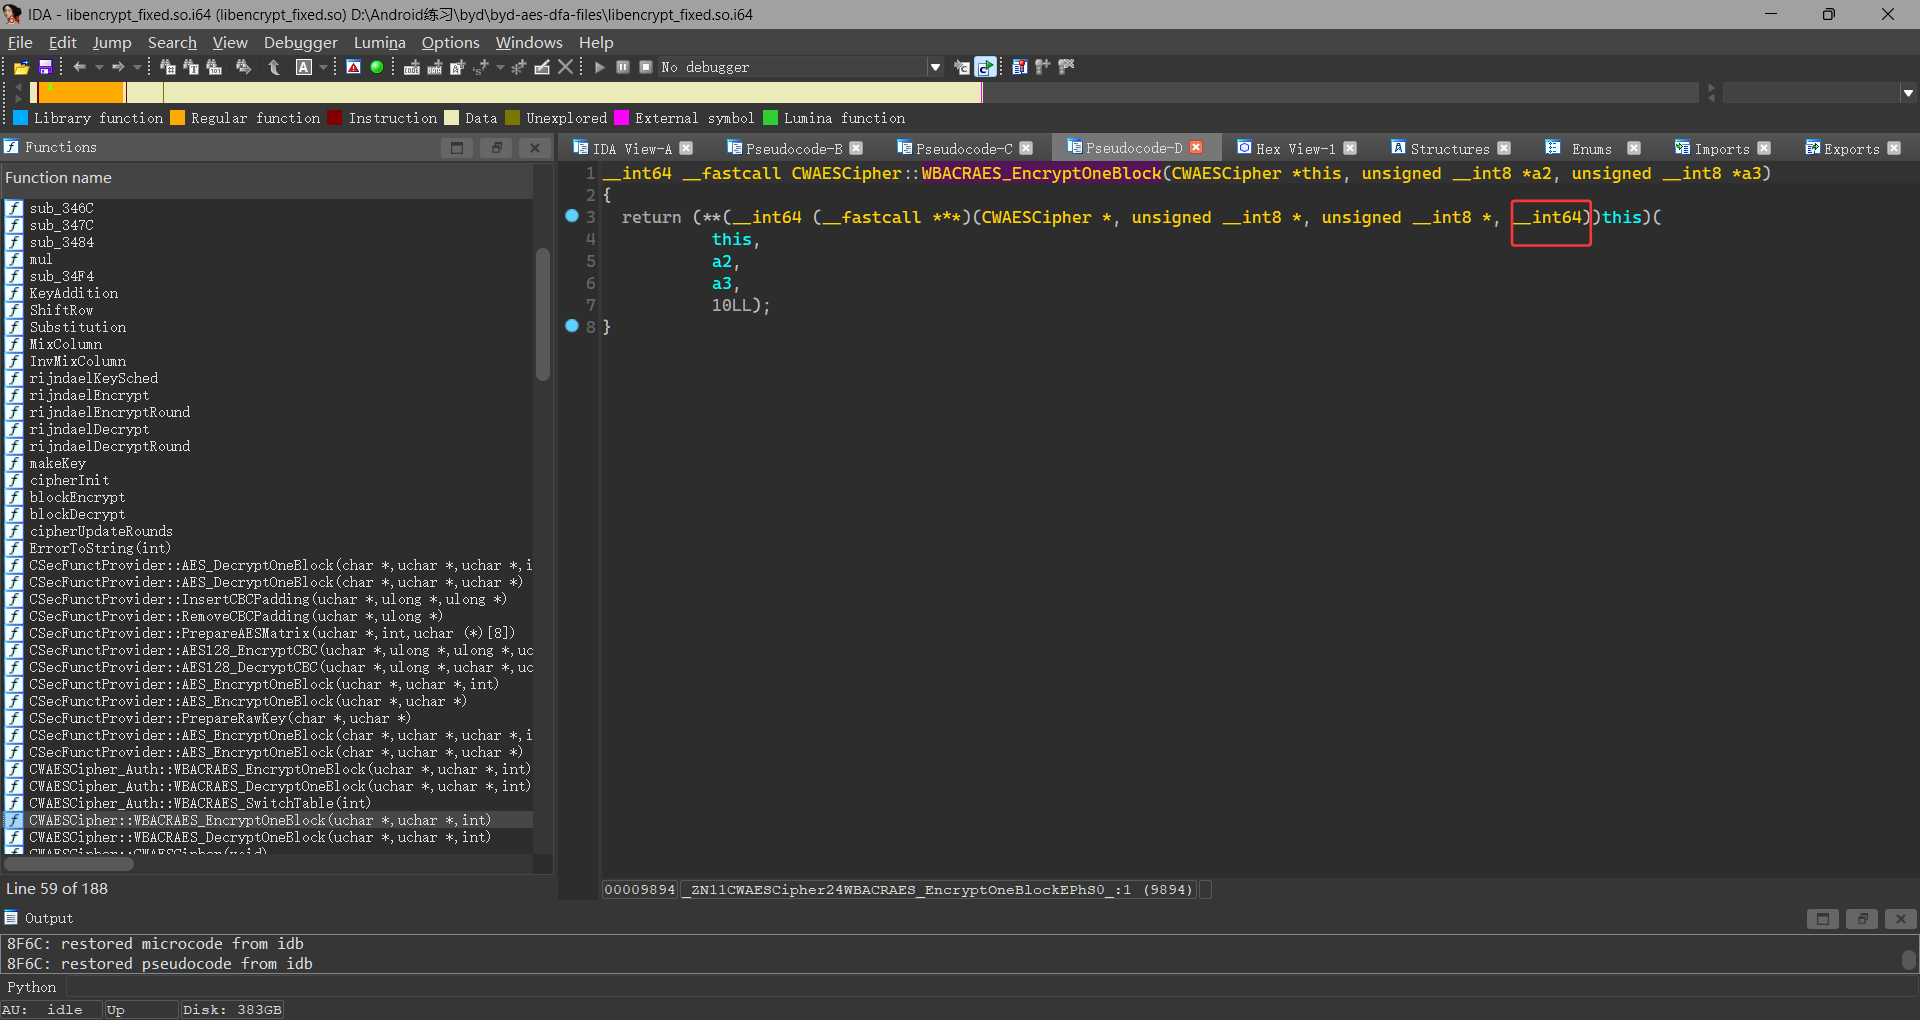 IDA - libencrypt_fixed.so.i64 (libencrypt_fixed.so) D:\Android练习\byd\byd-aes-dfa-files\libencrypt_fixed.so.i64
File Edit Jump Search View Debugger Lumina Options Windows Help
No debugger
Library function Regular function Instruction Data Unexplored External symbol Lumina function
Functions
IDA View-A Pseudocode-B Pseudocode-C Pseudocode-D Hex View-1 Structures Enums Imports Exports
Function name
sub_346C
sub_347C
sub_3484
mul
sub_34F4
KeyAddition
ShiftRow
Substitution
MixColumn
InvMixColumn
rijndaelKeySched
rijndaelEncrypt
rijndaelEncryptRound
rijndaelDecrypt
rijndaelDecryptRound
makeKey
cipherInit
blockEncrypt
blockDecrypt
cipherUpdateRounds
ErrorToString(int)
CSecFunctProvider::AES_DecryptOneBlock(char *,uchar *,uchar *,i
CSecFunctProvider::AES_DecryptOneBlock(char *,uchar *,uchar *)
CSecFunctProvider::InsertCBCPadding(uchar *,ulong *,ulong *)
CSecFunctProvider::RemoveCBCPadding(uchar *,ulong *)
CSecFunctProvider::PrepareAESMatrix(uchar *,int,uchar (*)[8])
CSecFunctProvider::AES128_EncryptCBC(uchar *,ulong *,ulong *,uc
CSecFunctProvider::AES128_DecryptCBC(uchar *,ulong *,uchar *,uc
CSecFunctProvider::AES_EncryptOneBlock(uchar *,uchar *,int)
CSecFunctProvider::AES_EncryptOneBlock(uchar *,uchar *)
CSecFunctProvider::PrepareRawKey(char *,uchar *)
CSecFunctProvider::AES_EncryptOneBlock(char *,uchar *,uchar *,i
CSecFunctProvider::AES_EncryptOneBlock(char *,uchar *,uchar *)
CWAESCipher_Auth::WBACRAES_EncryptOneBlock(uchar *,uchar *,int)
CWAESCipher_Auth::WBACRAES_DecryptOneBlock(uchar *,uchar *,int)
CWAESCipher_Auth::WBACRAES_SwitchTable(int)
CWAESCipher::WBACRAES_EncryptOneBlock(uchar *,uchar *,int)
CWAESCipher::WBACRAES_DecryptOneBlock(uchar *,uchar *,int)
CWAESCipher::CWAESCipher(void)
Line 59 of 188
1 __int64 __fastcall CWAESCipher::WBACRAES_EncryptOneBlock(CWAESCipher *this, unsigned __int8 *a2, unsigned __int8 *a3)
2 {
3 return (**(__int64 (__fastcall ***)(CWAESCipher *, unsigned __int8 *, unsigned __int8 *, __int64))this)(
4 this,
5 a2,
6 a3,
7 10LL);
8 }
00009894 _ZN11CWAESCipher24WBACRAES_EncryptOneBlockEPhS0_:1 (9894)
Output
8F6C: restored microcode from idb
8F6C: restored pseudocode from idb
Python
AU: idle Up Disk: 383GB